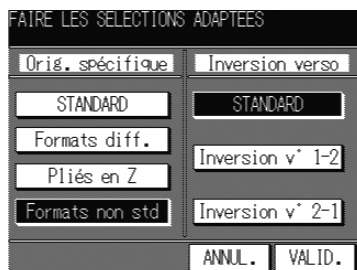 FAIRE LES SELECTIONS ADAPTEES
Orig. spécifique
Inversion verso
STANDARD
Formats diff.
Pliés en Z
Formats non std
STANDARD
Inversion v° 1-2
Inversion v° 2-1
ANNUL.
VALID.